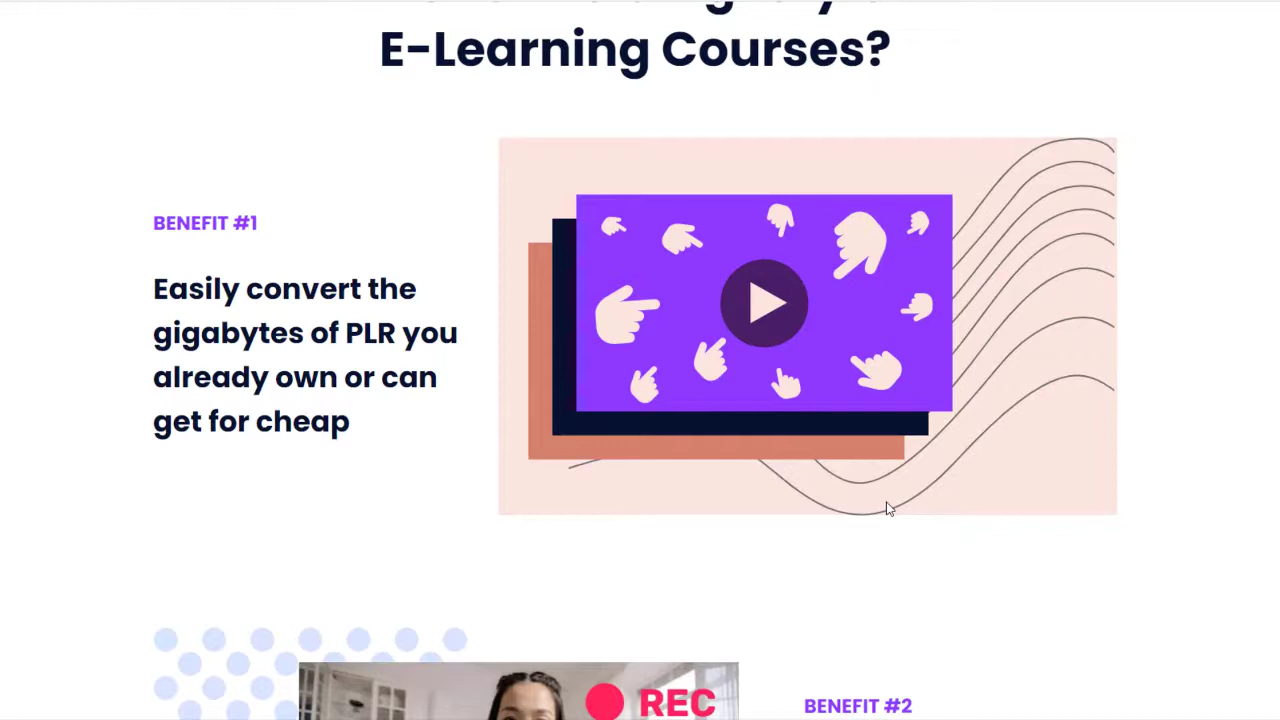 E-Learning Courses?
BENEFIT #1
Easily convert the
gigabytes of PLR you
already own or can
get for cheap
REC
BENEFIT #2